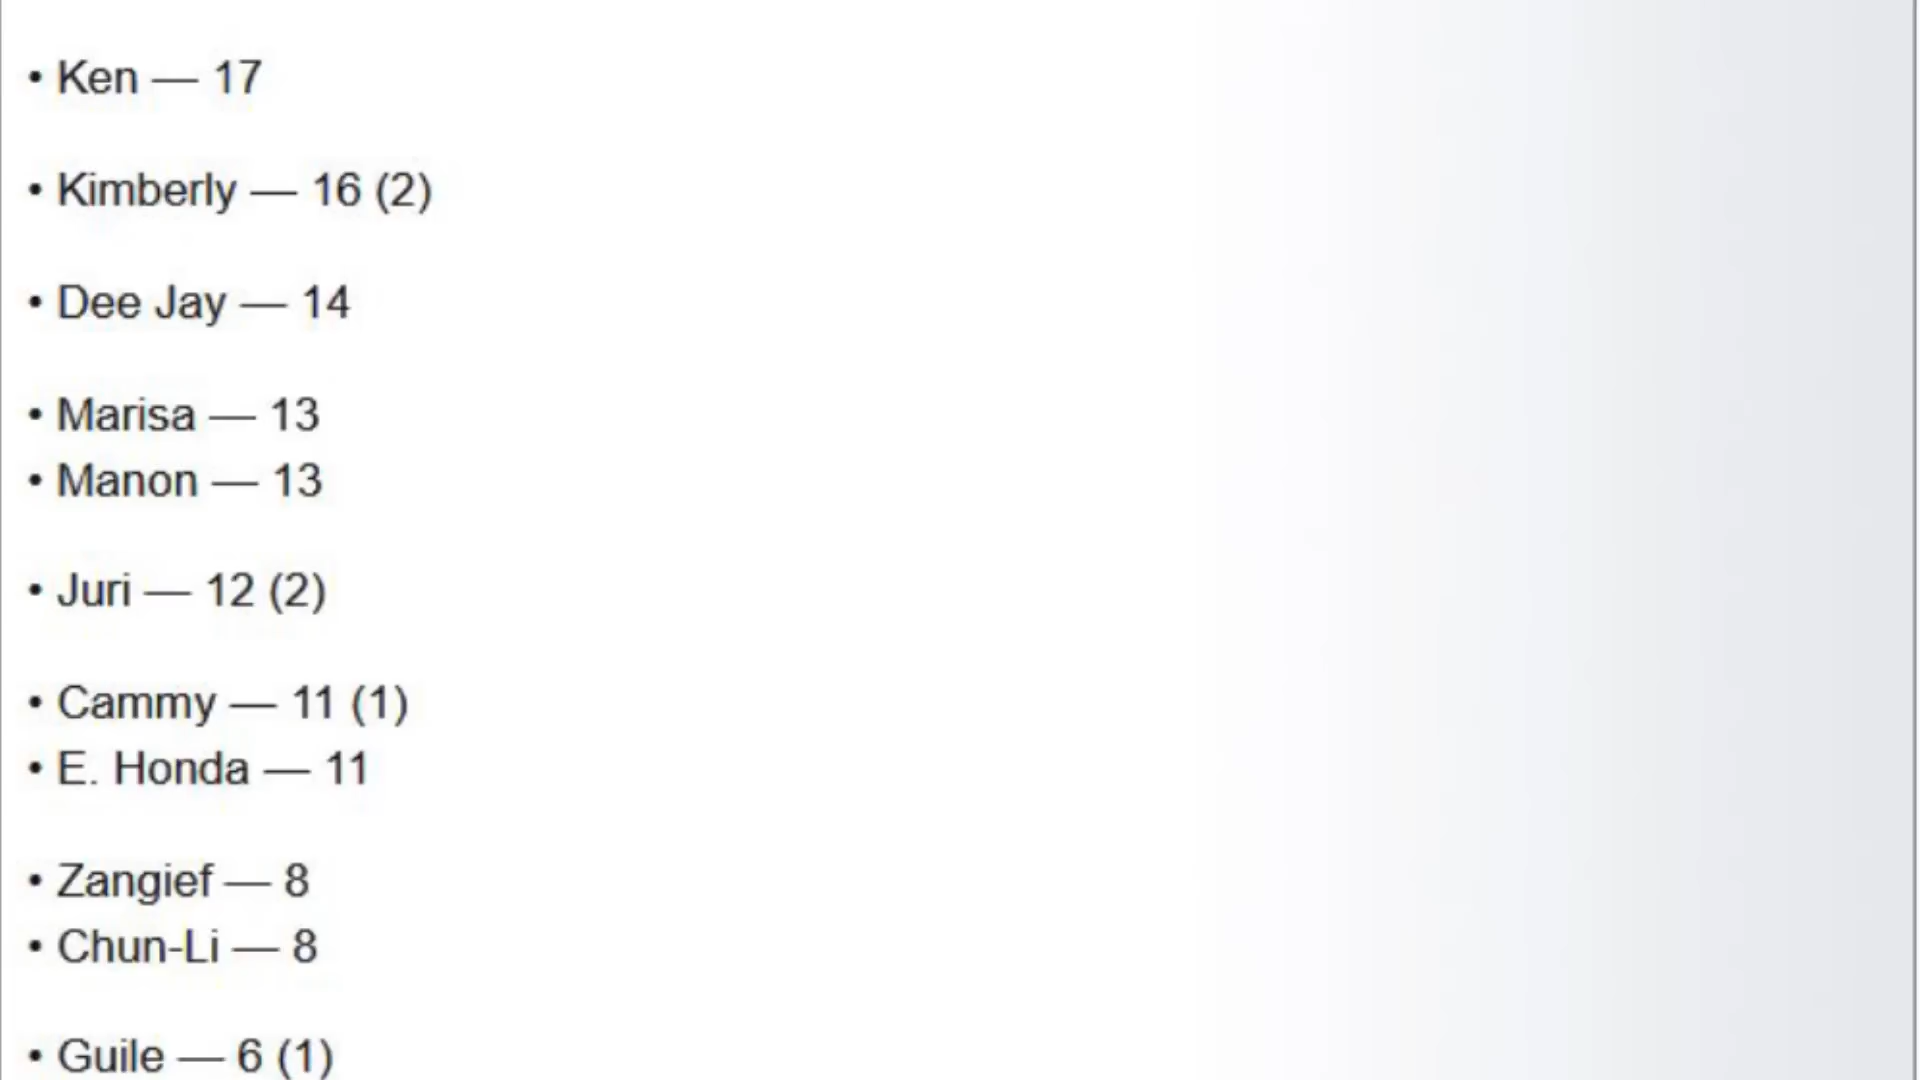 • Ken — 17
• Kimberly — 16 (2)
• Dee Jay — 14
• Marisa — 13
• Manon — 13
• Juri — 12 (2)
• Cammy — 11 (1)
• E. Honda — 11
• Zangief — 8
• Chun-Li — 8
• Guile — 6 (1)